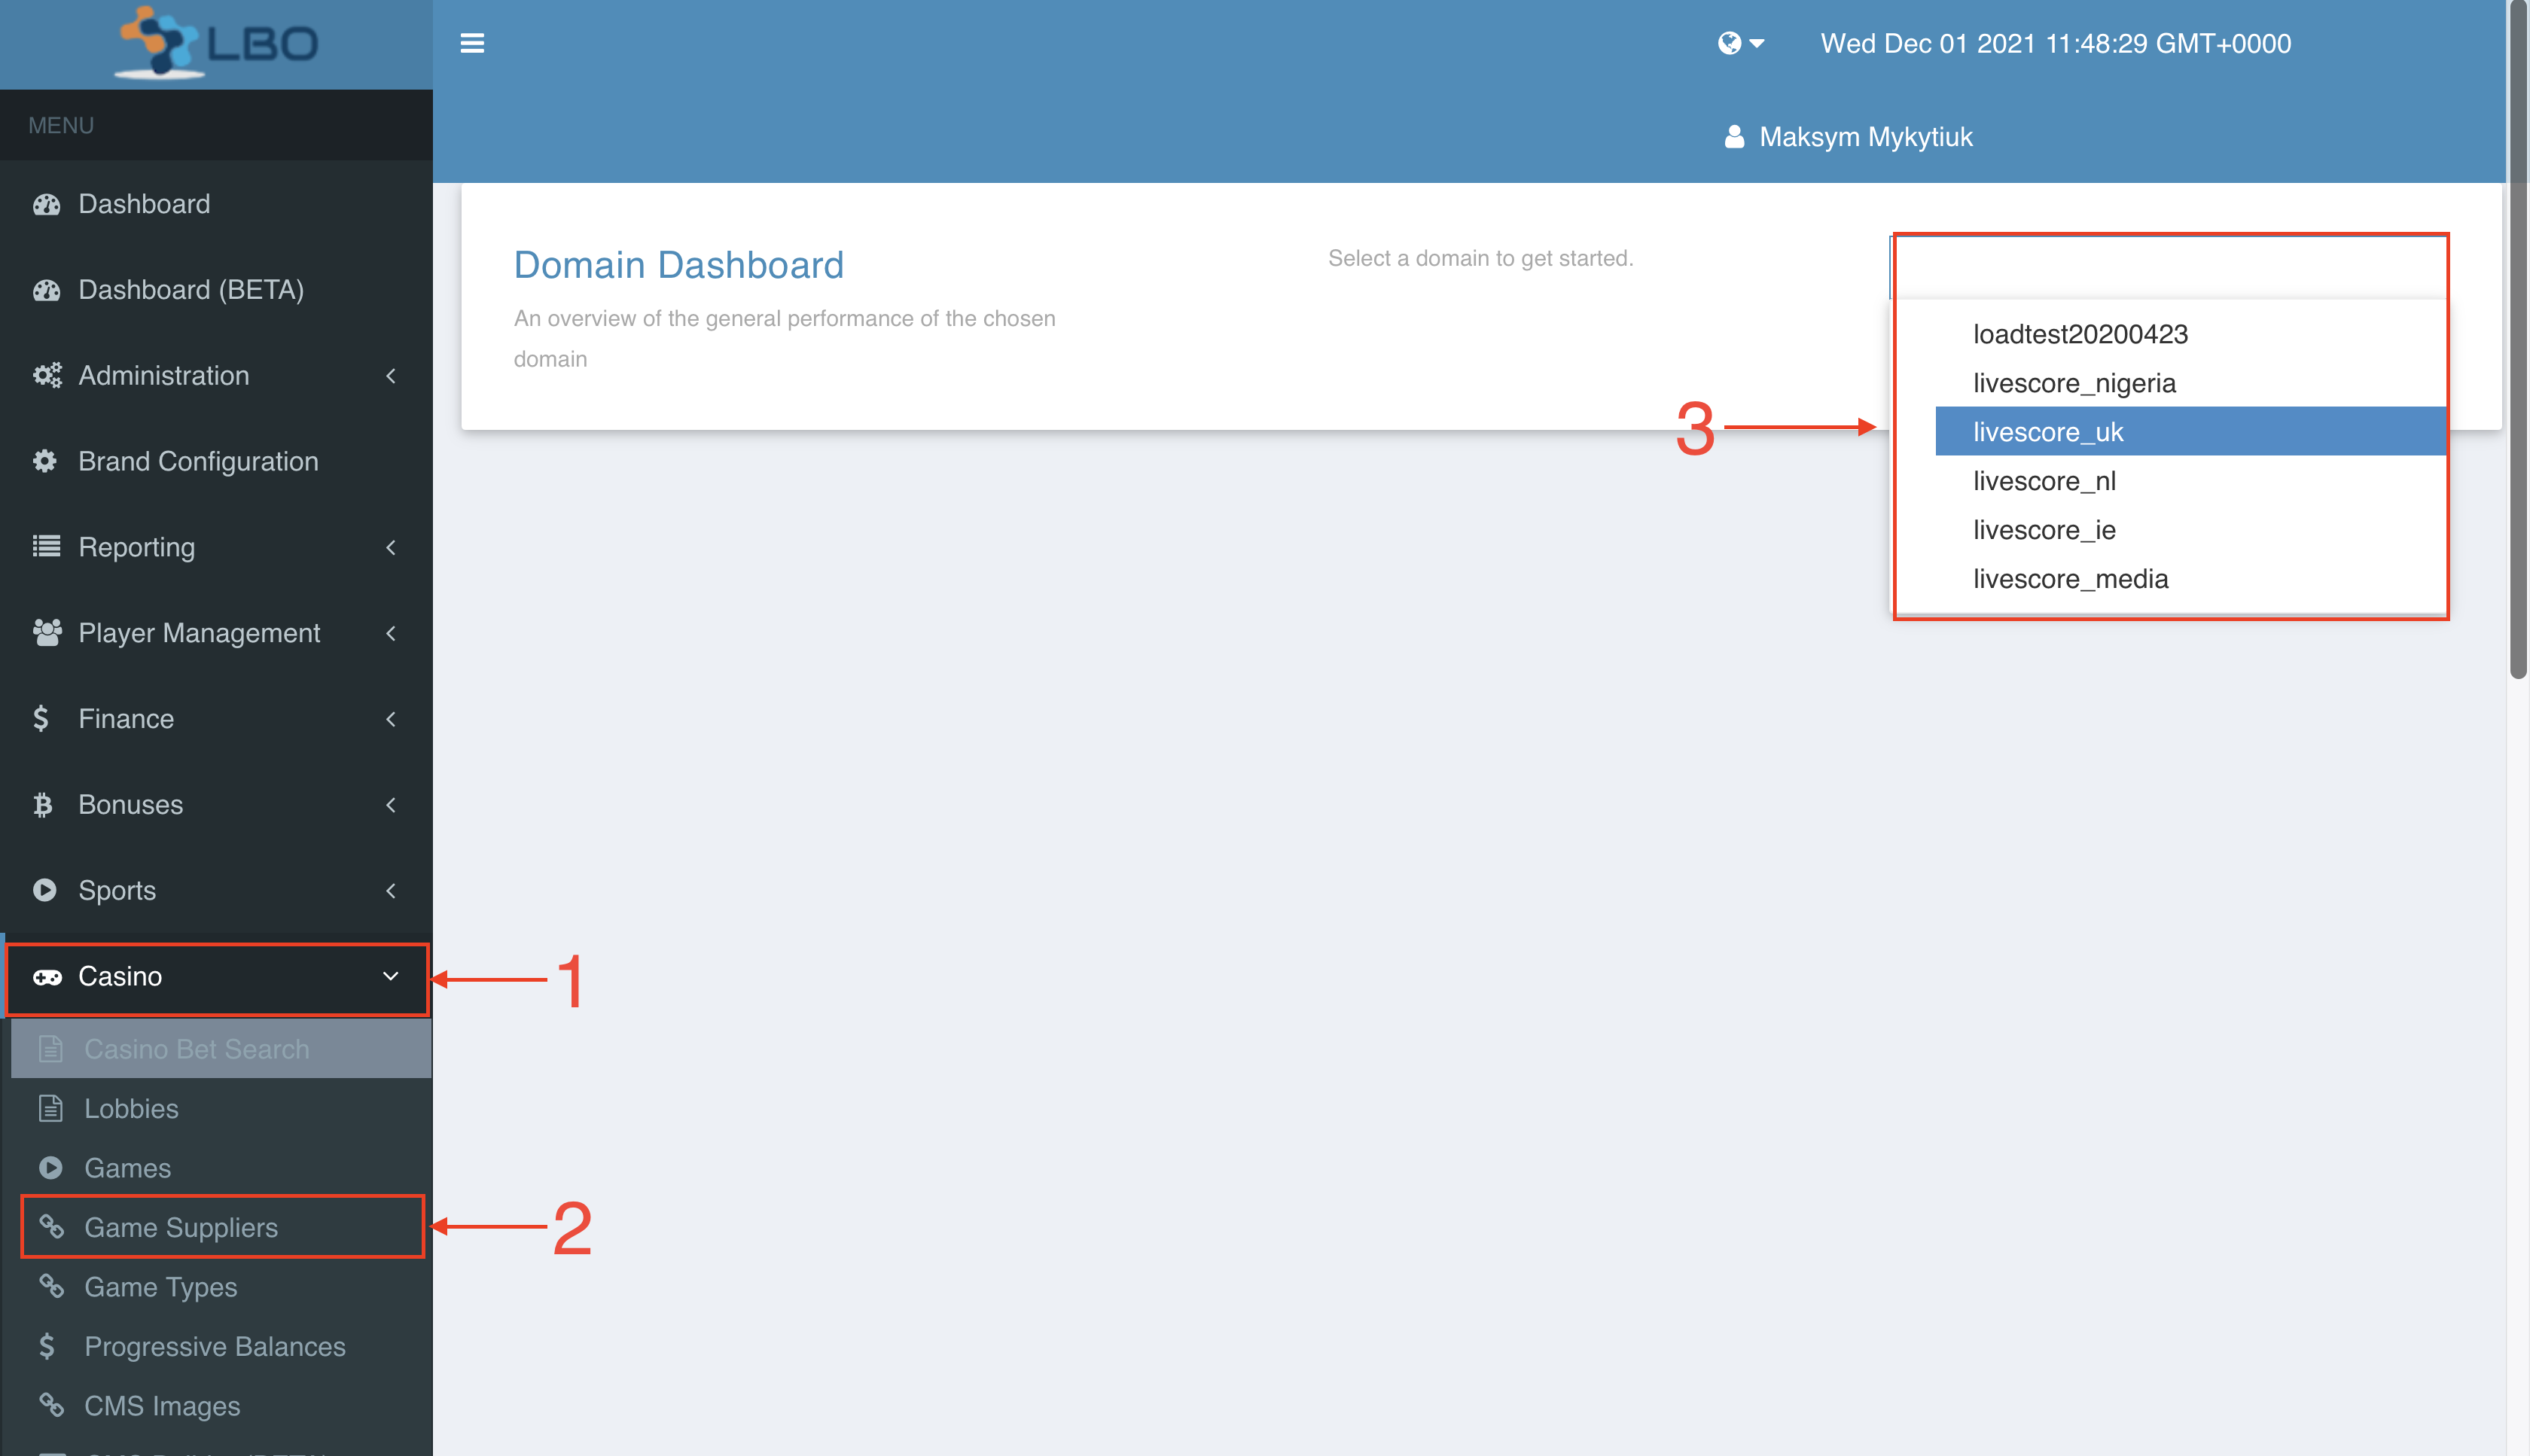 LBO
Wed Dec 01 2021 11:48:29 GMT+0000
Maksym Mykytiuk
MENU
Dashboard
Dashboard (BETA)
Administration
Brand Configuration
Reporting
Player Management
Finance
Bonuses
Sports
Casino
Casino Bet Search
Lobbies
Games
Game Suppliers
Game Types
Progressive Balances
CMS Images
1
2
Domain Dashboard
An overview of the general performance of the chosen
domain
Select a domain to get started.
3
loadtest20200423
livescore_nigeria
livescore_uk
livescore_nl
livescore_ie
livescore_media